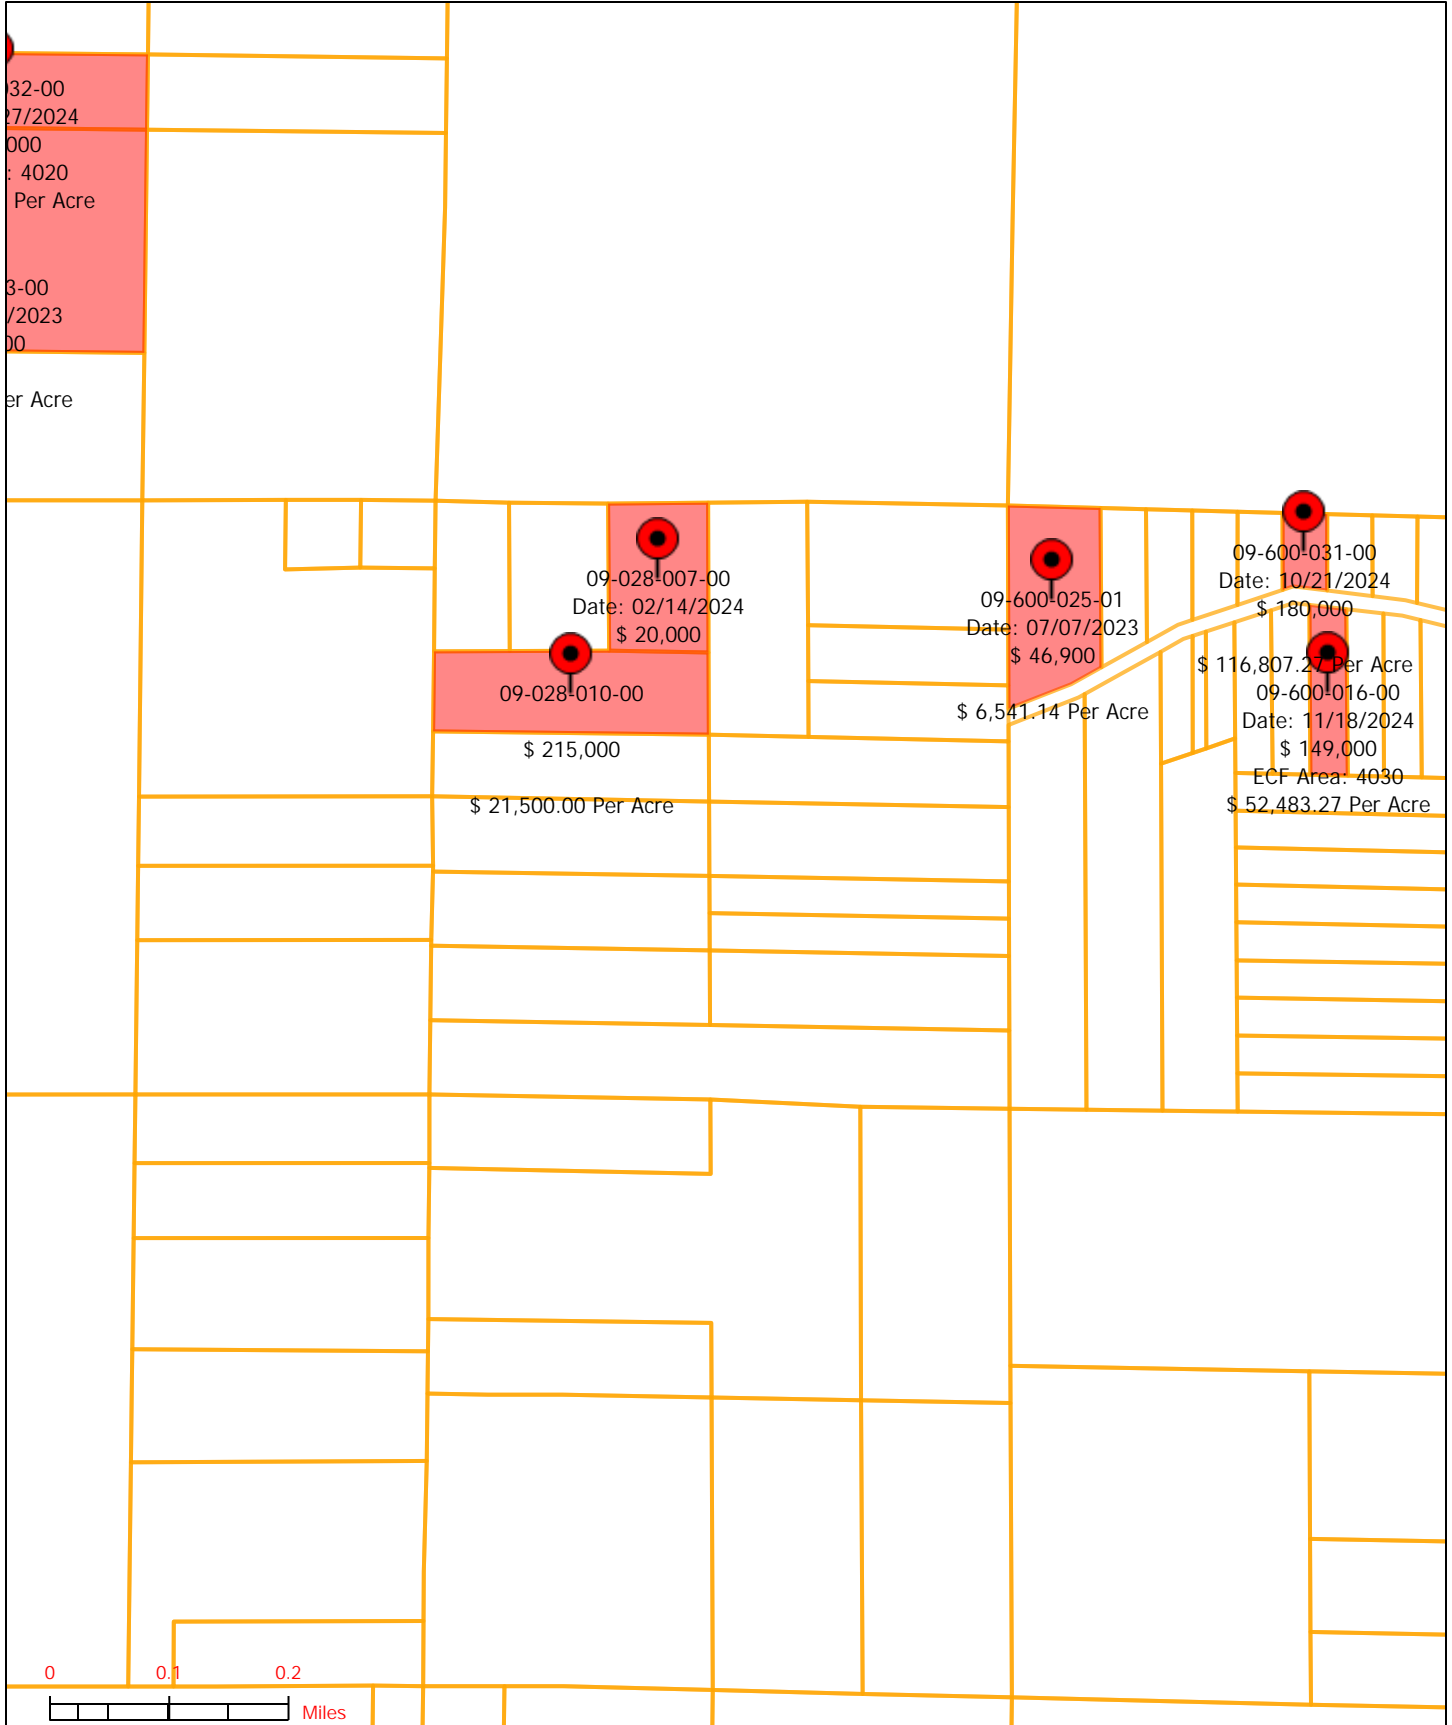 032-00
27/2024
000
: 4020
Per Acre
3-00
/2023
00
er Acre
09-028-007-00
Date: 02/14/2024
$ 20,000
09-028-010-00
$ 215,000
$ 21,500.00 Per Acre
09-600-025-01
Date: 07/07/2023
$ 46,900
$ 6,541.14 Per Acre
09-600-031-00
Date: 10/21/2024
$ 180,000
$ 116,807.27 Per Acre
09-600-016-00
Date: 11/18/2024
$ 149,000
ECF Area: 4030
$ 52,483.27 Per Acre
0 0.1 0.2
Miles